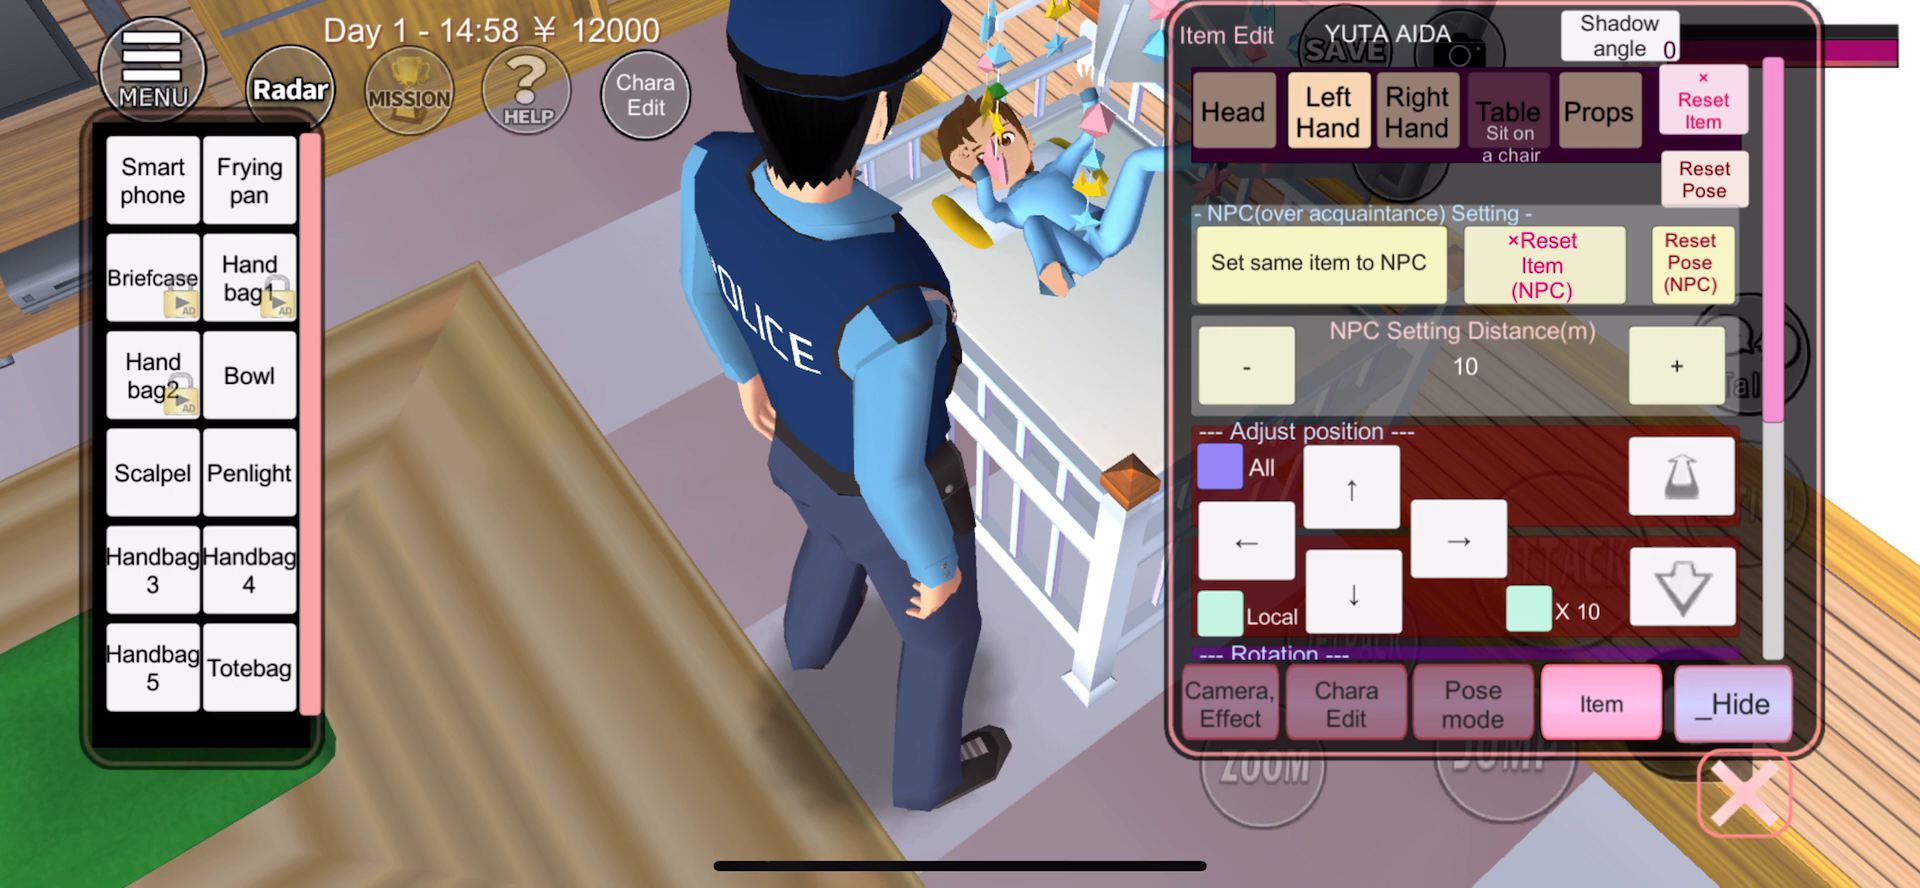 Day 1 - 14:58 ¥ 12000
MENU
Radar
MISSION
HELP
Chara
Edit
Smart
phone
Frying
pan
Briefcase
AD
Hand
bag1
AD
Hand
bag2
AD
Bowl
Scalpel
Penlight
Handbag
3
Handbag
4
Handbag
5
Totebag
POLICE
Item Edit
YUTA AIDA
SAVE
Shadow
angle 0
Head
Left
Hand
Right
Hand
Table
Sit on
a chair
Props
×
Reset
Item
Reset
Pose
- NPC(over acquaintance) Setting -
Set same item to NPC
×Reset
Item
(NPC)
Reset
Pose
(NPC)
NPC Setting Distance(m)
-
10
+
--- Adjust position ---
All
↑
←
→
↓
Local
X 10
--- Rotation ---
Camera,
Effect
Chara
Edit
Pose
mode
Item
_Hide
ZOOM
JUMP